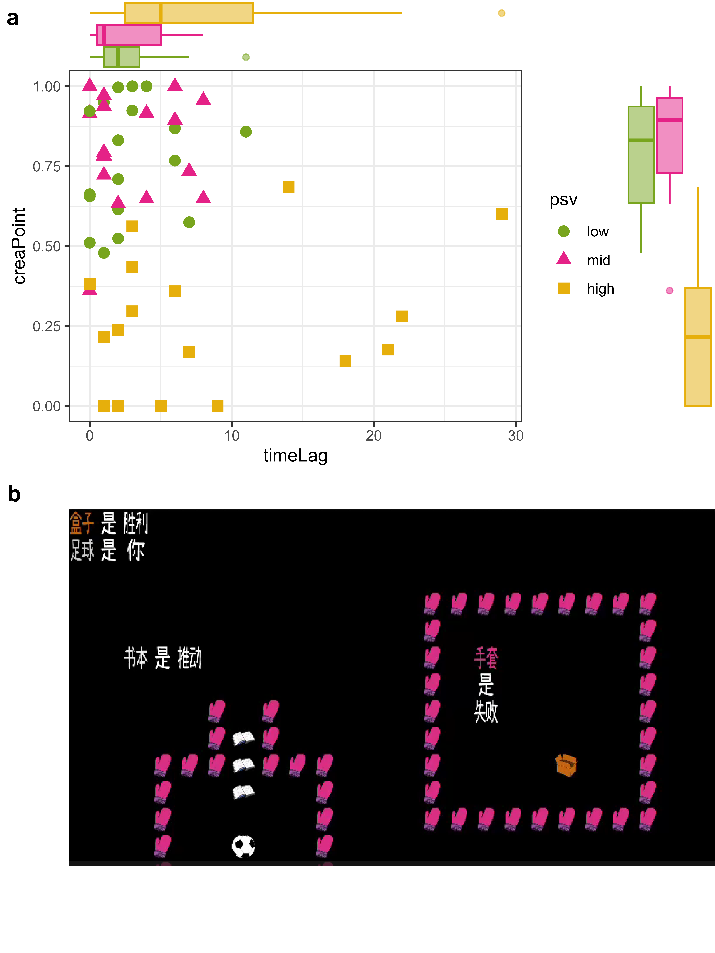 a
1.00
0.75
0.50
0.25
0.00
creaPoint
0
10
20
30
timeLag
psv
low
mid
high
b
盒子 是 胜利
足球 是 你
书本 是 推动
手套
是
失败